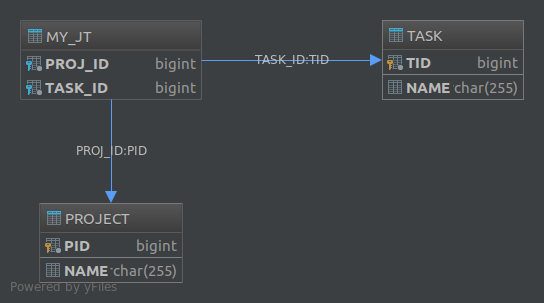 MY_JT
PROJ_ID bigint
TASK_ID bigint
TASK_ID:TID
TASK
TID bigint
NAME char(255)
PROJ_ID:PID
PROJECT
PID bigint
NAME char(255)
Powered by yFiles